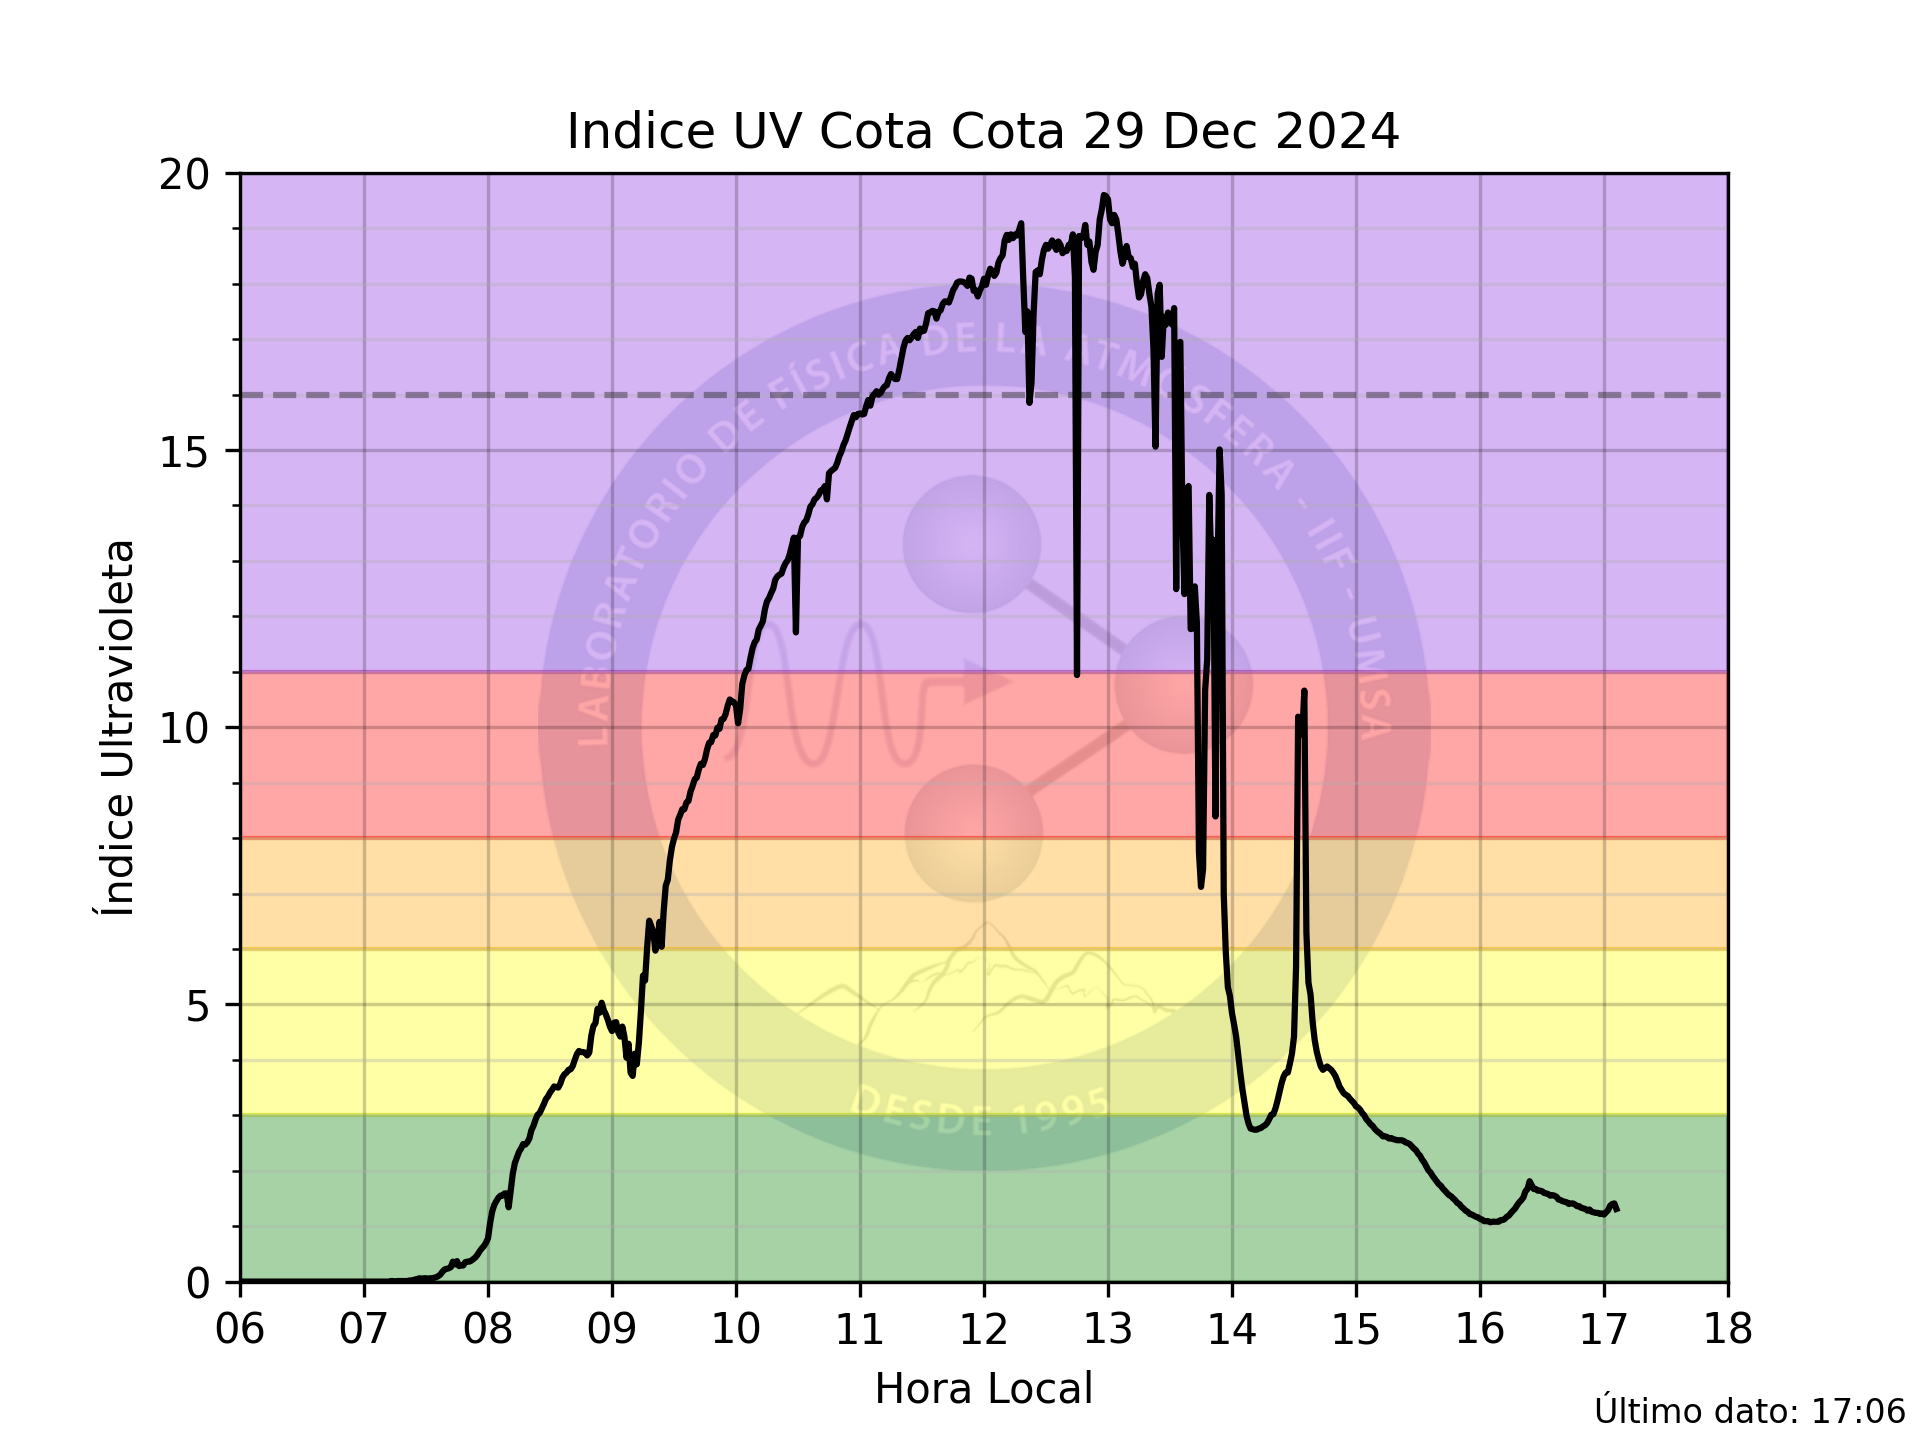 Indice UV Cota Cota 29 Dec 2024
20
15
10
5
0
Índice Ultravioleta
LABORATORIO DE FÍSICA DE LA ATMÓSFERA - IIF - UMSA
DESDE 1995
06 07 08 09 10 11 12 13 14 15 16 17 18
Hora Local
Último dato: 17:06